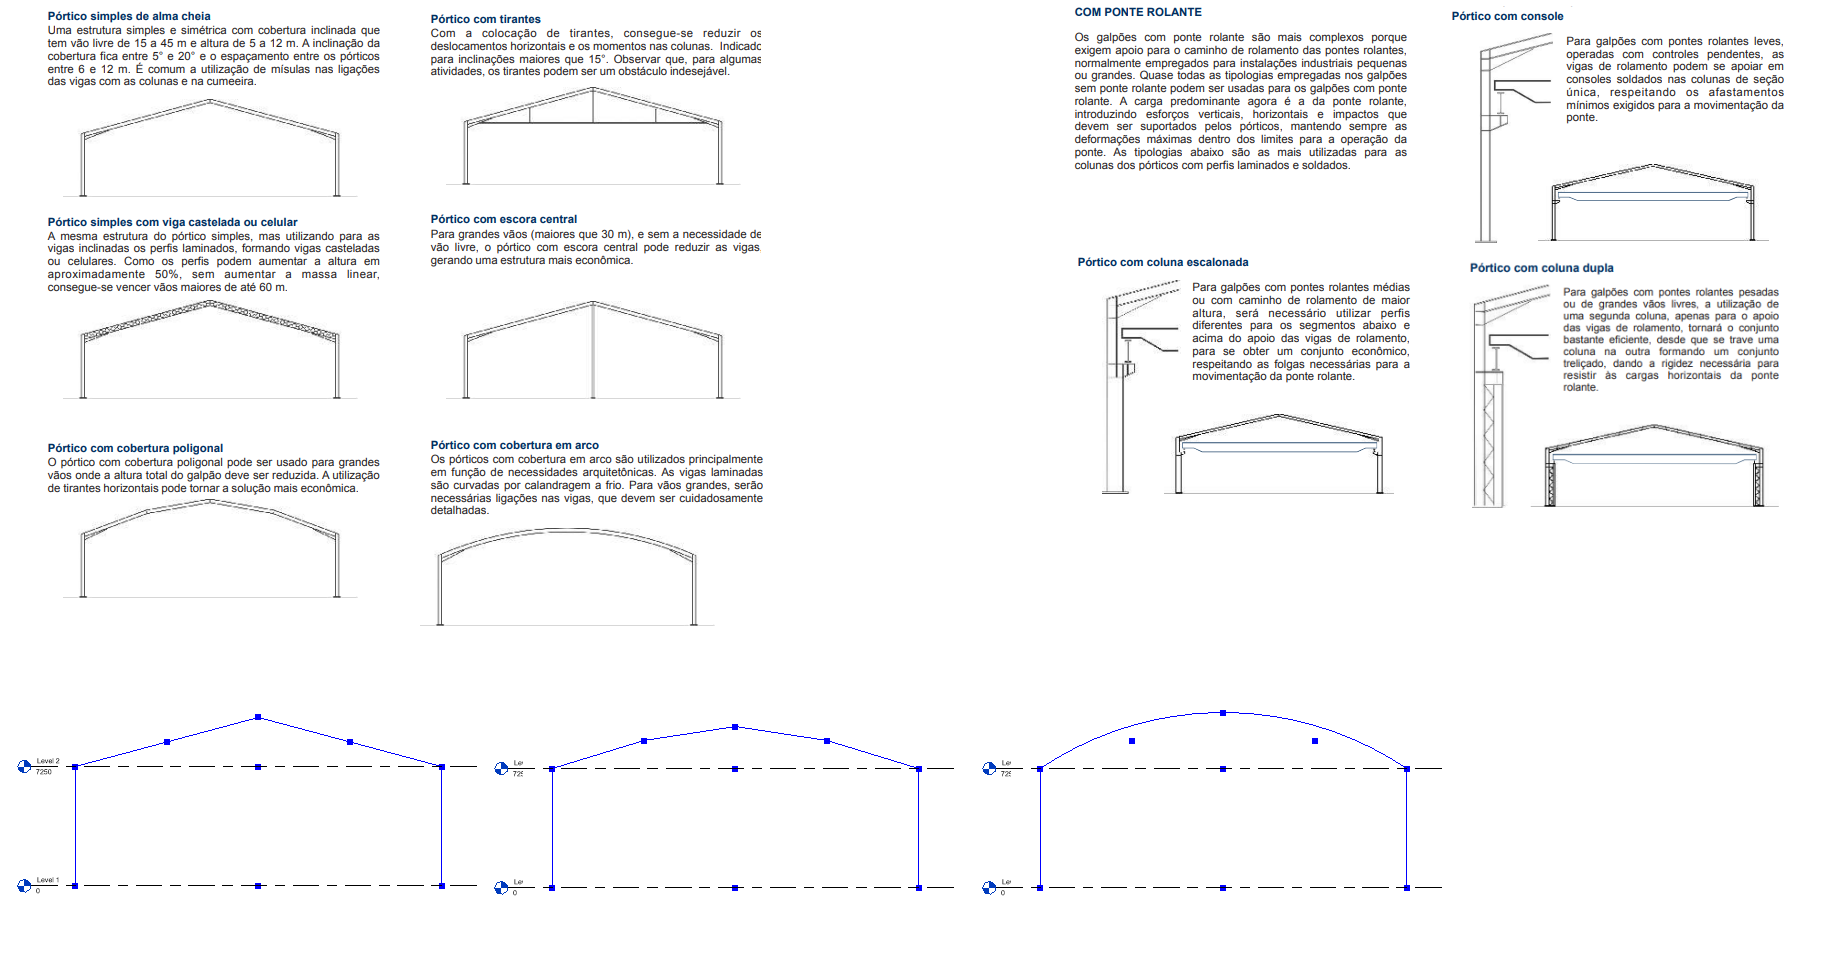 Pórtico simples de alma cheia
Uma estrutura simples e simétrica com cobertura inclinada que
tem vão livre de 15 a 45 m e altura de 5 a 12 m. A inclinação da
cobertura fica entre 5° e 20° e o espaçamento entre os pórticos
entre 6 e 12 m. É comum a utilização de mísulas nas ligações
das vigas com as colunas e na cumeeira.
Pórtico com tirantes
Com a colocação de tirantes, consegue-se reduzir os
deslocamentos horizontais e os momentos nas colunas. Indicado
para inclinações maiores que 15°. Observar que, para algumas
atividades, os tirantes podem ser um obstáculo indesejável.
Pórtico simples com viga castelada ou celular
A mesma estrutura do pórtico simples, mas utilizando para as
vigas inclinadas os perfis laminados, formando vigas casteladas
ou celulares. Como os perfis podem aumentar a altura em
aproximadamente 50%, sem aumentar a massa linear,
consegue-se vencer vãos maiores de até 60 m.
Pórtico com escora central
Para grandes vãos (maiores que 30 m), e sem a necessidade de
vão livre, o pórtico com escora central pode reduzir as vigas,
gerando uma estrutura mais econômica.
Pórtico com cobertura poligonal
O pórtico com cobertura poligonal pode ser usado para grandes
vãos onde a altura total do galpão deve ser reduzida. A utilização
de tirantes horizontais pode tornar a solução mais econômica.
Pórtico com cobertura em arco
Os pórticos com cobertura em arco são utilizados principalmente
em função de necessidades arquitetônicas. As vigas laminadas
são curvadas por calandragem a frio. Para vãos grandes, serão
necessárias ligações nas vigas, que devem ser cuidadosamente
detalhadas.
COM PONTE ROLANTE
Os galpões com ponte rolante são mais complexos porque
exigem apoio para o caminho de rolamento das pontes rolantes,
normalmente empregados para instalações industriais pequenas
ou grandes. Quase todas as tipologias empregadas nos galpões
sem ponte rolante podem ser usadas para os galpões com ponte
rolante. A carga predominante agora é a da ponte rolante,
introduzindo esforços verticais, horizontais e impactos que
devem ser suportados pelos pórticos, mantendo sempre as
deformações máximas dentro dos limites para a operação da
ponte. As tipologias abaixo são as mais utilizadas para as
colunas dos pórticos com perfis laminados e soldados.
Pórtico com console
Para galpões com pontes rolantes leves,
operadas com controles pendentes, as
vigas de rolamento podem se apoiar em
consoles soldados nas colunas de seção
única, respeitando os afastamentos
mínimos exigidos para a movimentação da
ponte.
Pórtico com coluna escalonada
Para galpões com pontes rolantes médias
ou com caminho de rolamento de maior
altura, será necessário utilizar perfis
diferentes para os segmentos abaixo e
acima do apoio das vigas de rolamento,
para se obter um conjunto econômico,
respeitando as folgas necessárias para a
movimentação da ponte rolante.
Pórtico com coluna dupla
Para galpões com pontes rolantes pesadas
ou de grandes vãos livres, a utilização de
uma segunda coluna, apenas para o apoio
das vigas de rolamento, tornará o conjunto
bastante eficiente, desde que se trave uma
coluna na outra formando um conjunto
treliçado, dando a rigidez necessária para
resistir às cargas horizontais da ponte
rolante.
Level 2
7250
Level 1
0
0
0